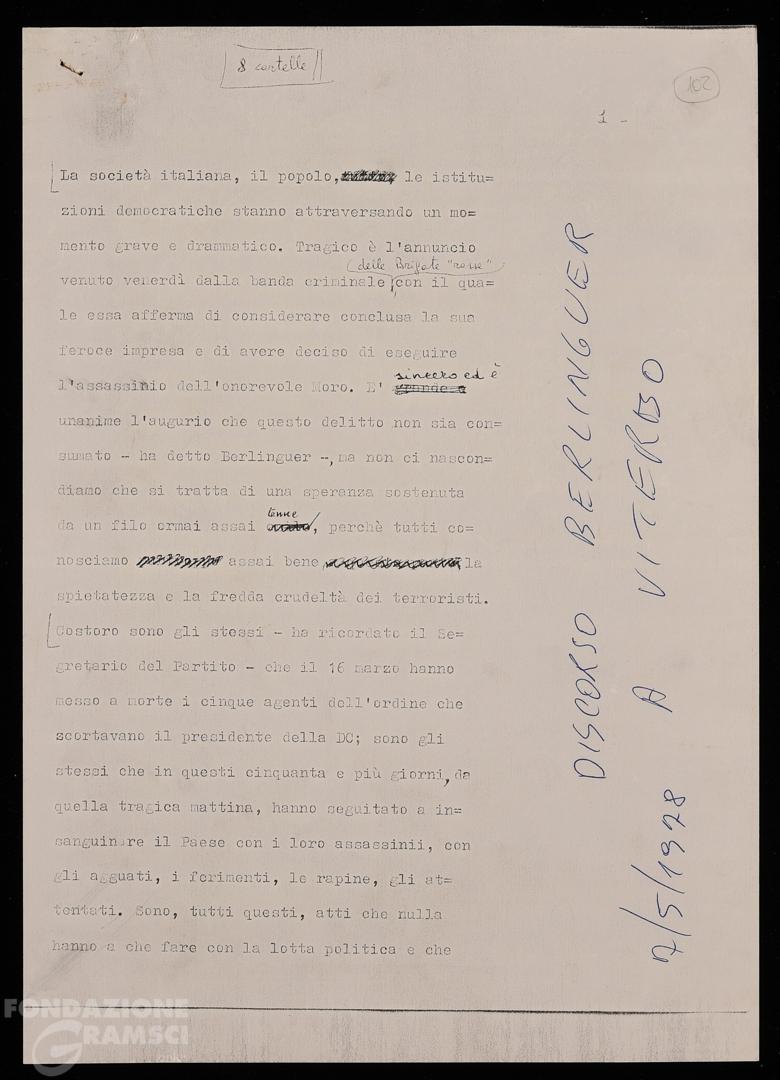 8 cartelle
102
1 -
La società italiana, il popolo, le istitu=
zioni democratiche stanno attraversando un mo=
mento grave e drammatico. Tragico è l'annuncio
delle Brigate "rosse"
venuto venerdì dalla banda criminale, con il qua=
le essa afferma di considerare conclusa la sua
feroce impresa e di avere deciso di eseguire
sincero ed è
l'assassinio dell'onorevole Moro. E' grande e
unanime l'augurio che questo delitto non sia con=
sumato - ha detto Berlinguer -, ma non ci nascon=
diamo che si tratta di una speranza sostenuta
tenue
da un filo ormai assai , perchè tutti co=
nosciamo assai bene la
spietatezza e la fredda crudeltà dei terroristi.
Costoro sono gli stessi - ha ricordato il Se=
gretario del Partito - che il 16 marzo hanno
messo a morte i cinque agenti dell'ordine che
scortavano il presidente della DC; sono gli
stessi che in questi cinquanta e più giorni, da
quella tragica mattina, hanno seguitato a in=
sanguinare il Paese con i loro assassinii, con
gli agguati, i ferimenti, le rapine, gli at=
tentati. Sono, tutti questi, atti che nulla
hanno a che fare con la lotta politica e che
DISCORSO BERLINGUER
7/5/1978 A VITERBO
FONDAZIONE
GRAMSCI